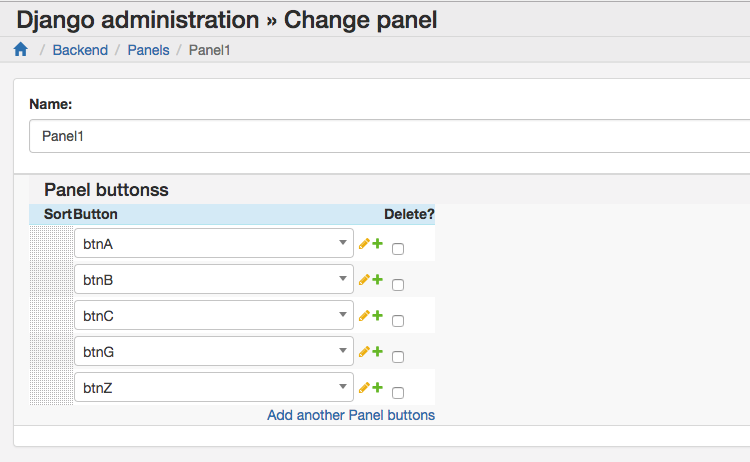 Django administration » Change panel
/ Backend / Panels / Panel1
Name:
Panel1
Panel buttonss
Sort Button Delete?
btnA
btnB
btnC
btnG
btnZ
Add another Panel buttons